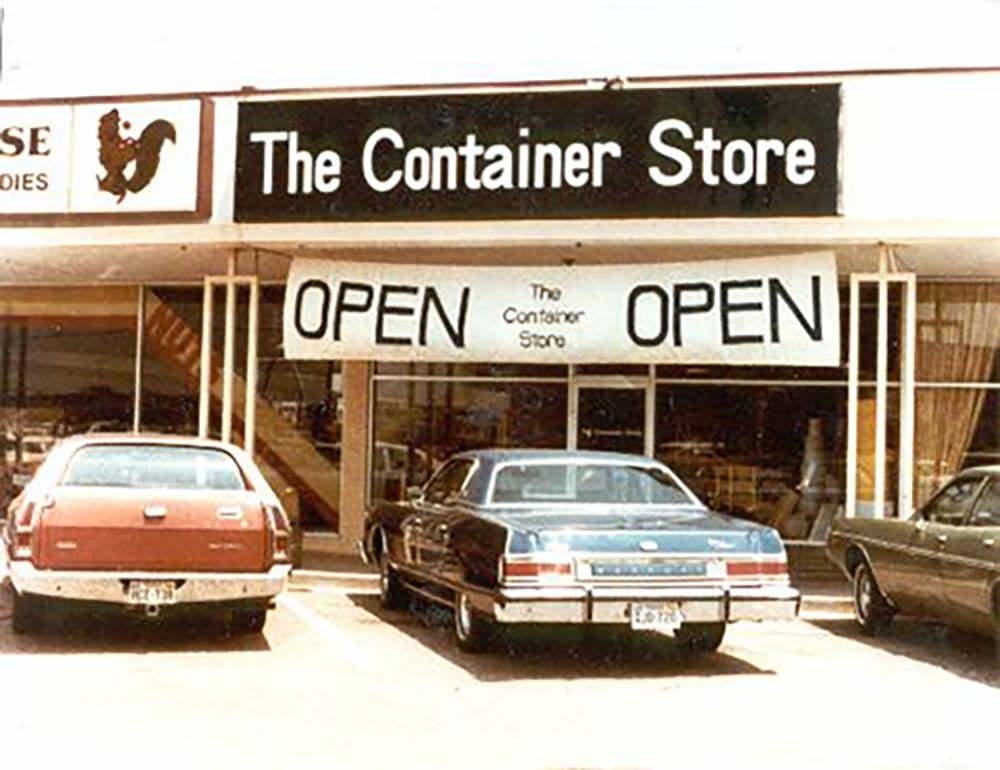 SE
DIES
The Container Store
OPEN
The
Container
Store
OPEN